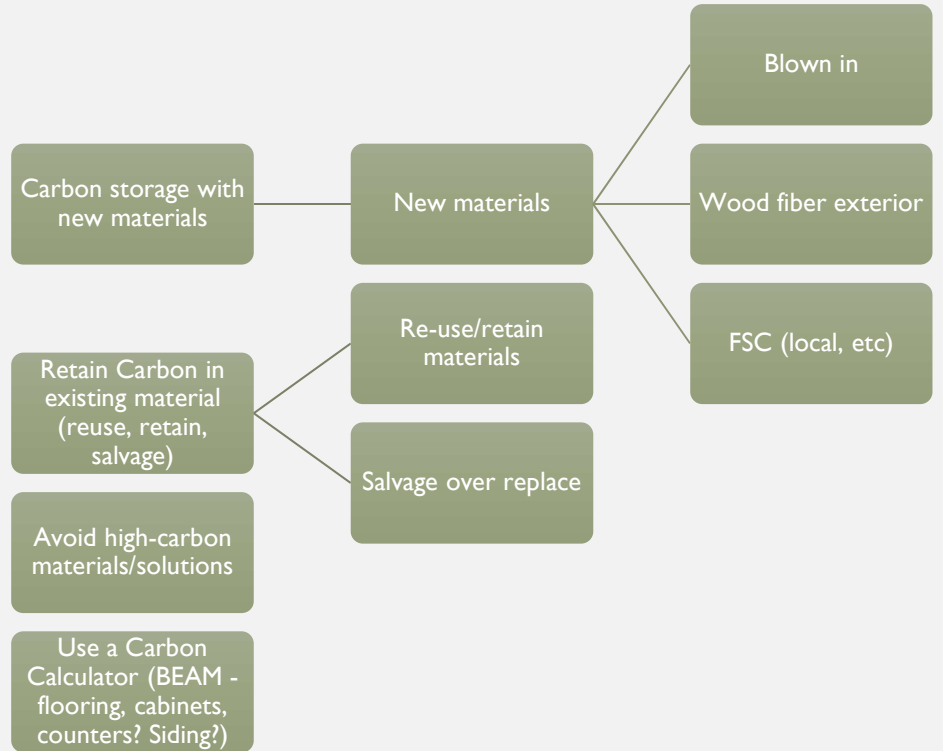 Carbon storage with
new materials
New materials
Blown in
Wood fiber exterior
FSC (local, etc)
Retain Carbon in
existing material
(reuse, retain,
salvage)
Re-use/retain
materials
Salvage over replace
Avoid high-carbon
materials/solutions
Use a Carbon
Calculator (BEAM -
flooring, cabinets,
counters? Siding?)